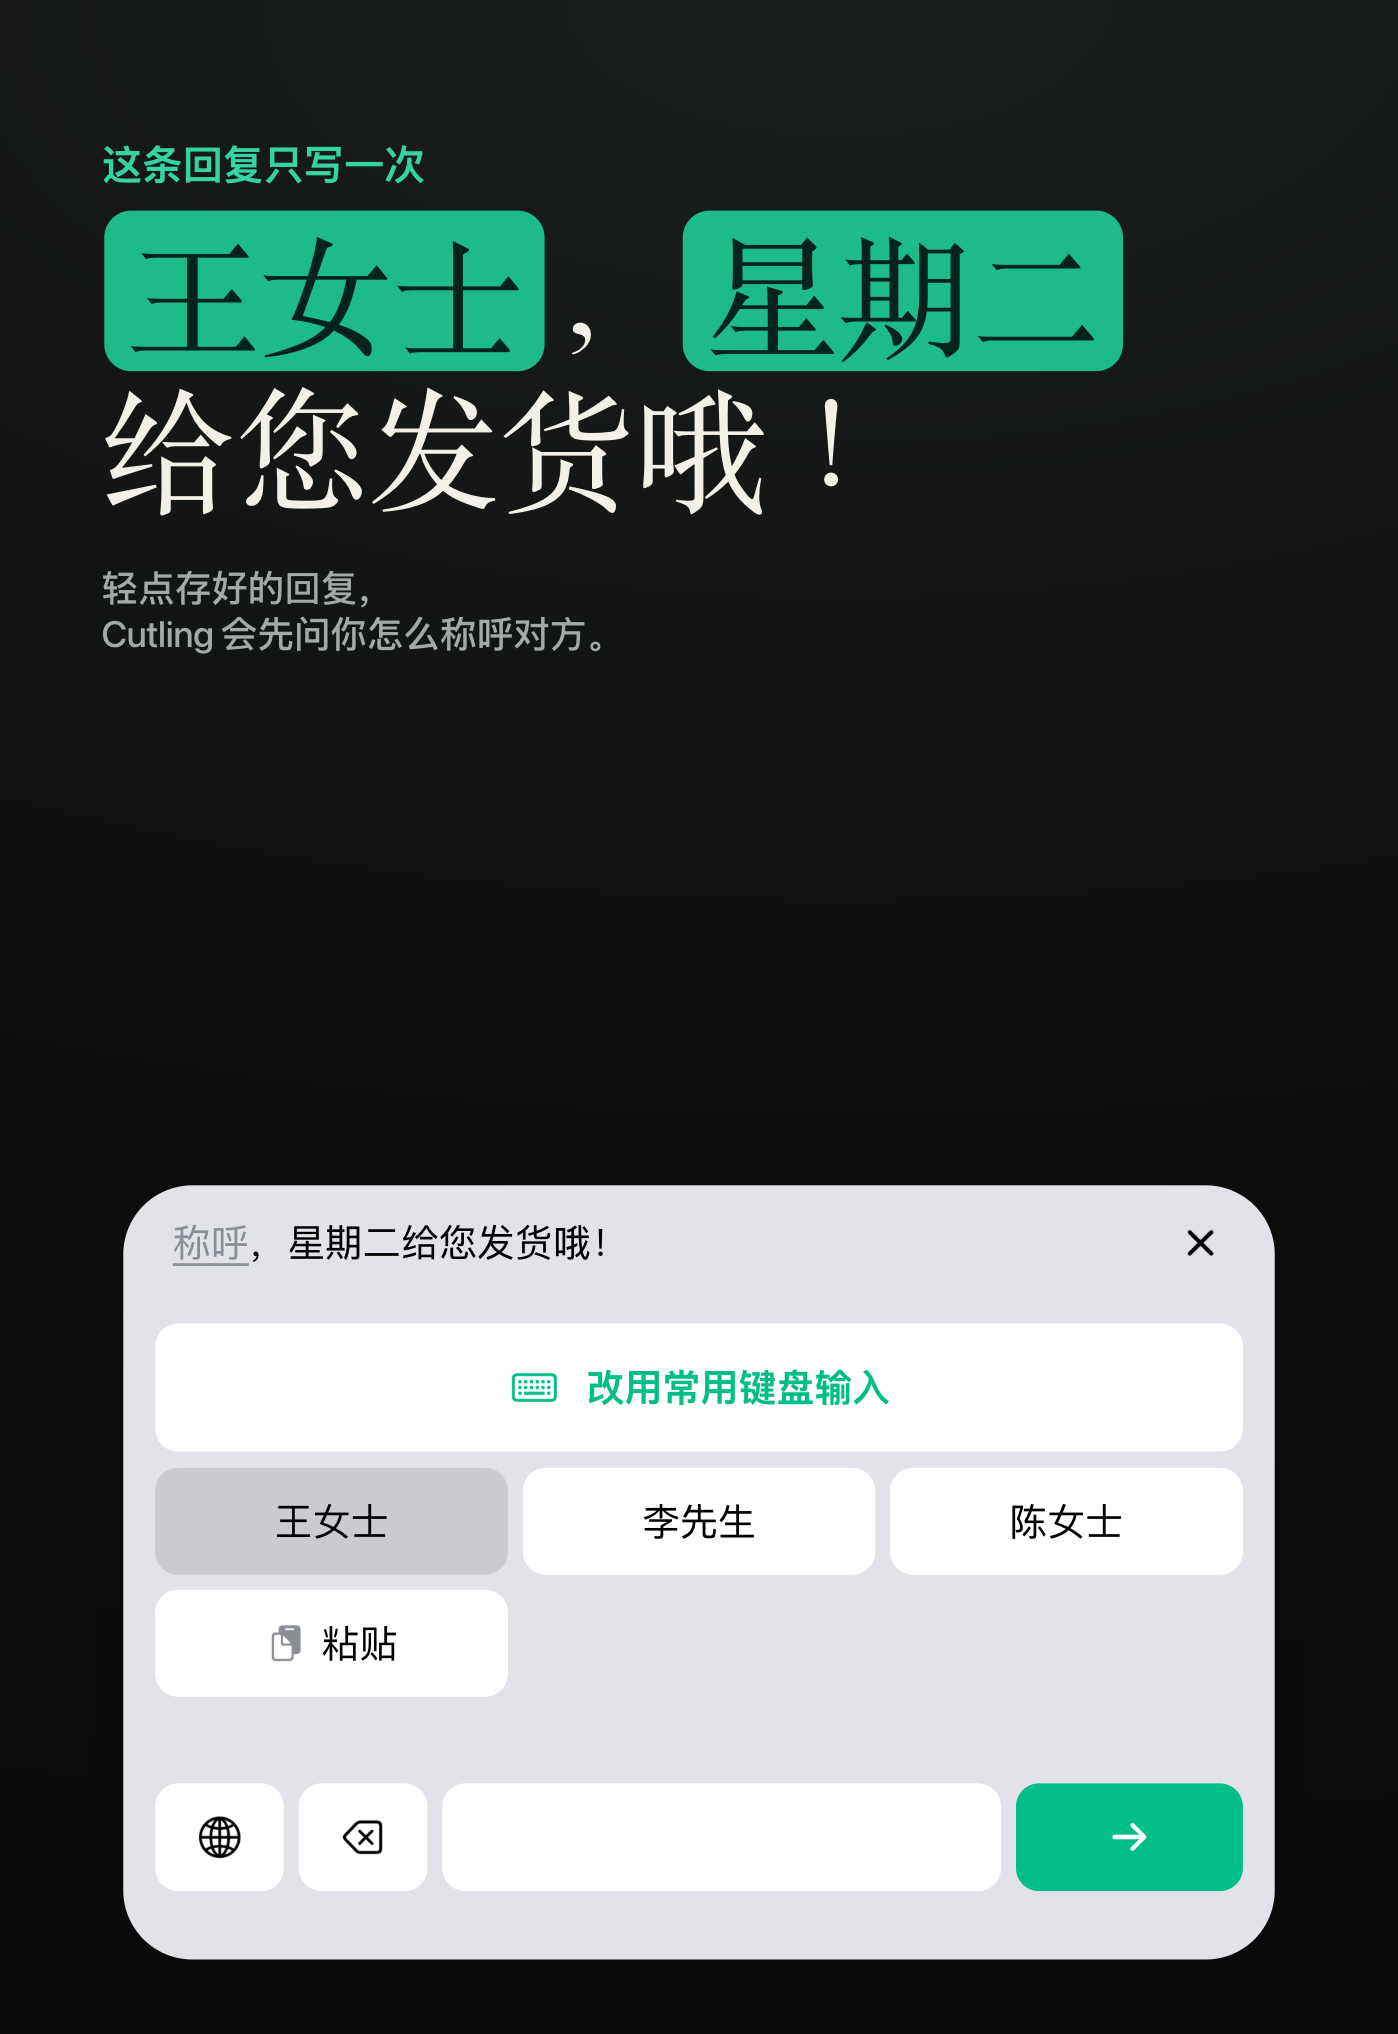 这条回复只写一次
王女士，星期二
给您发货哦！
轻点存好的回复，
Cutling 会先问你怎么称呼对方。
称呼，星期二给您发货哦！
改用常用键盘输入
王女士
李先生
陈女士
粘贴